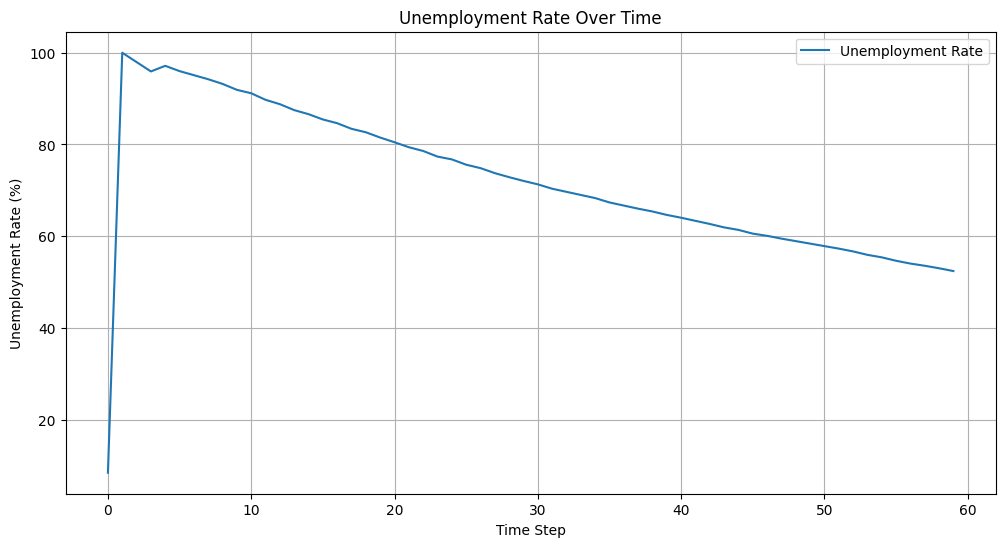 Unemployment Rate Over Time
Unemployment Rate
Unemployment Rate (%)
100
80
60
40
20
0 10 20 30 40 50 60
Time Step